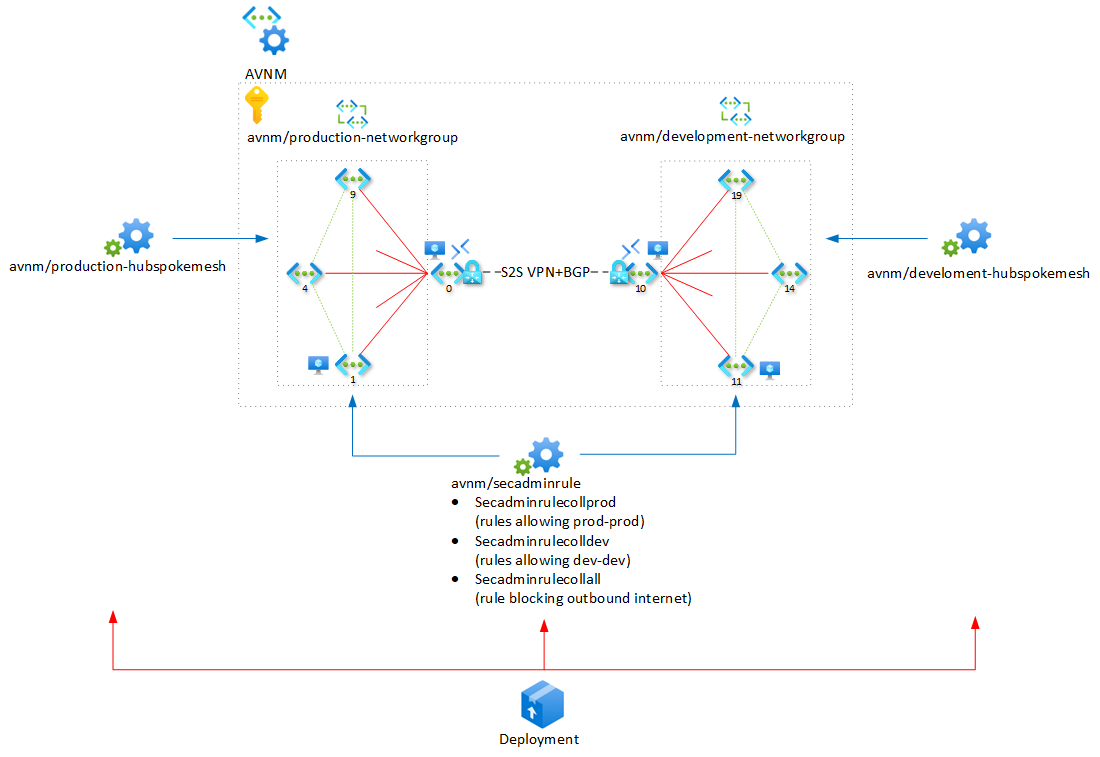 AVNM
avnm/production-networkgroup
avnm/development-networkgroup
9
19
avnm/production-hubspokemesh
4
0
S2S VPN+BGP
10
14
avnm/develoment-hubspokemesh
1
11
avnm/secadminrule
• Secadminrulecollprod
(rules allowing prod-prod)
• Secadminrulecolldev
(rules allowing dev-dev)
• Secadminrulecollall
(rule blocking outbound internet)
Deployment